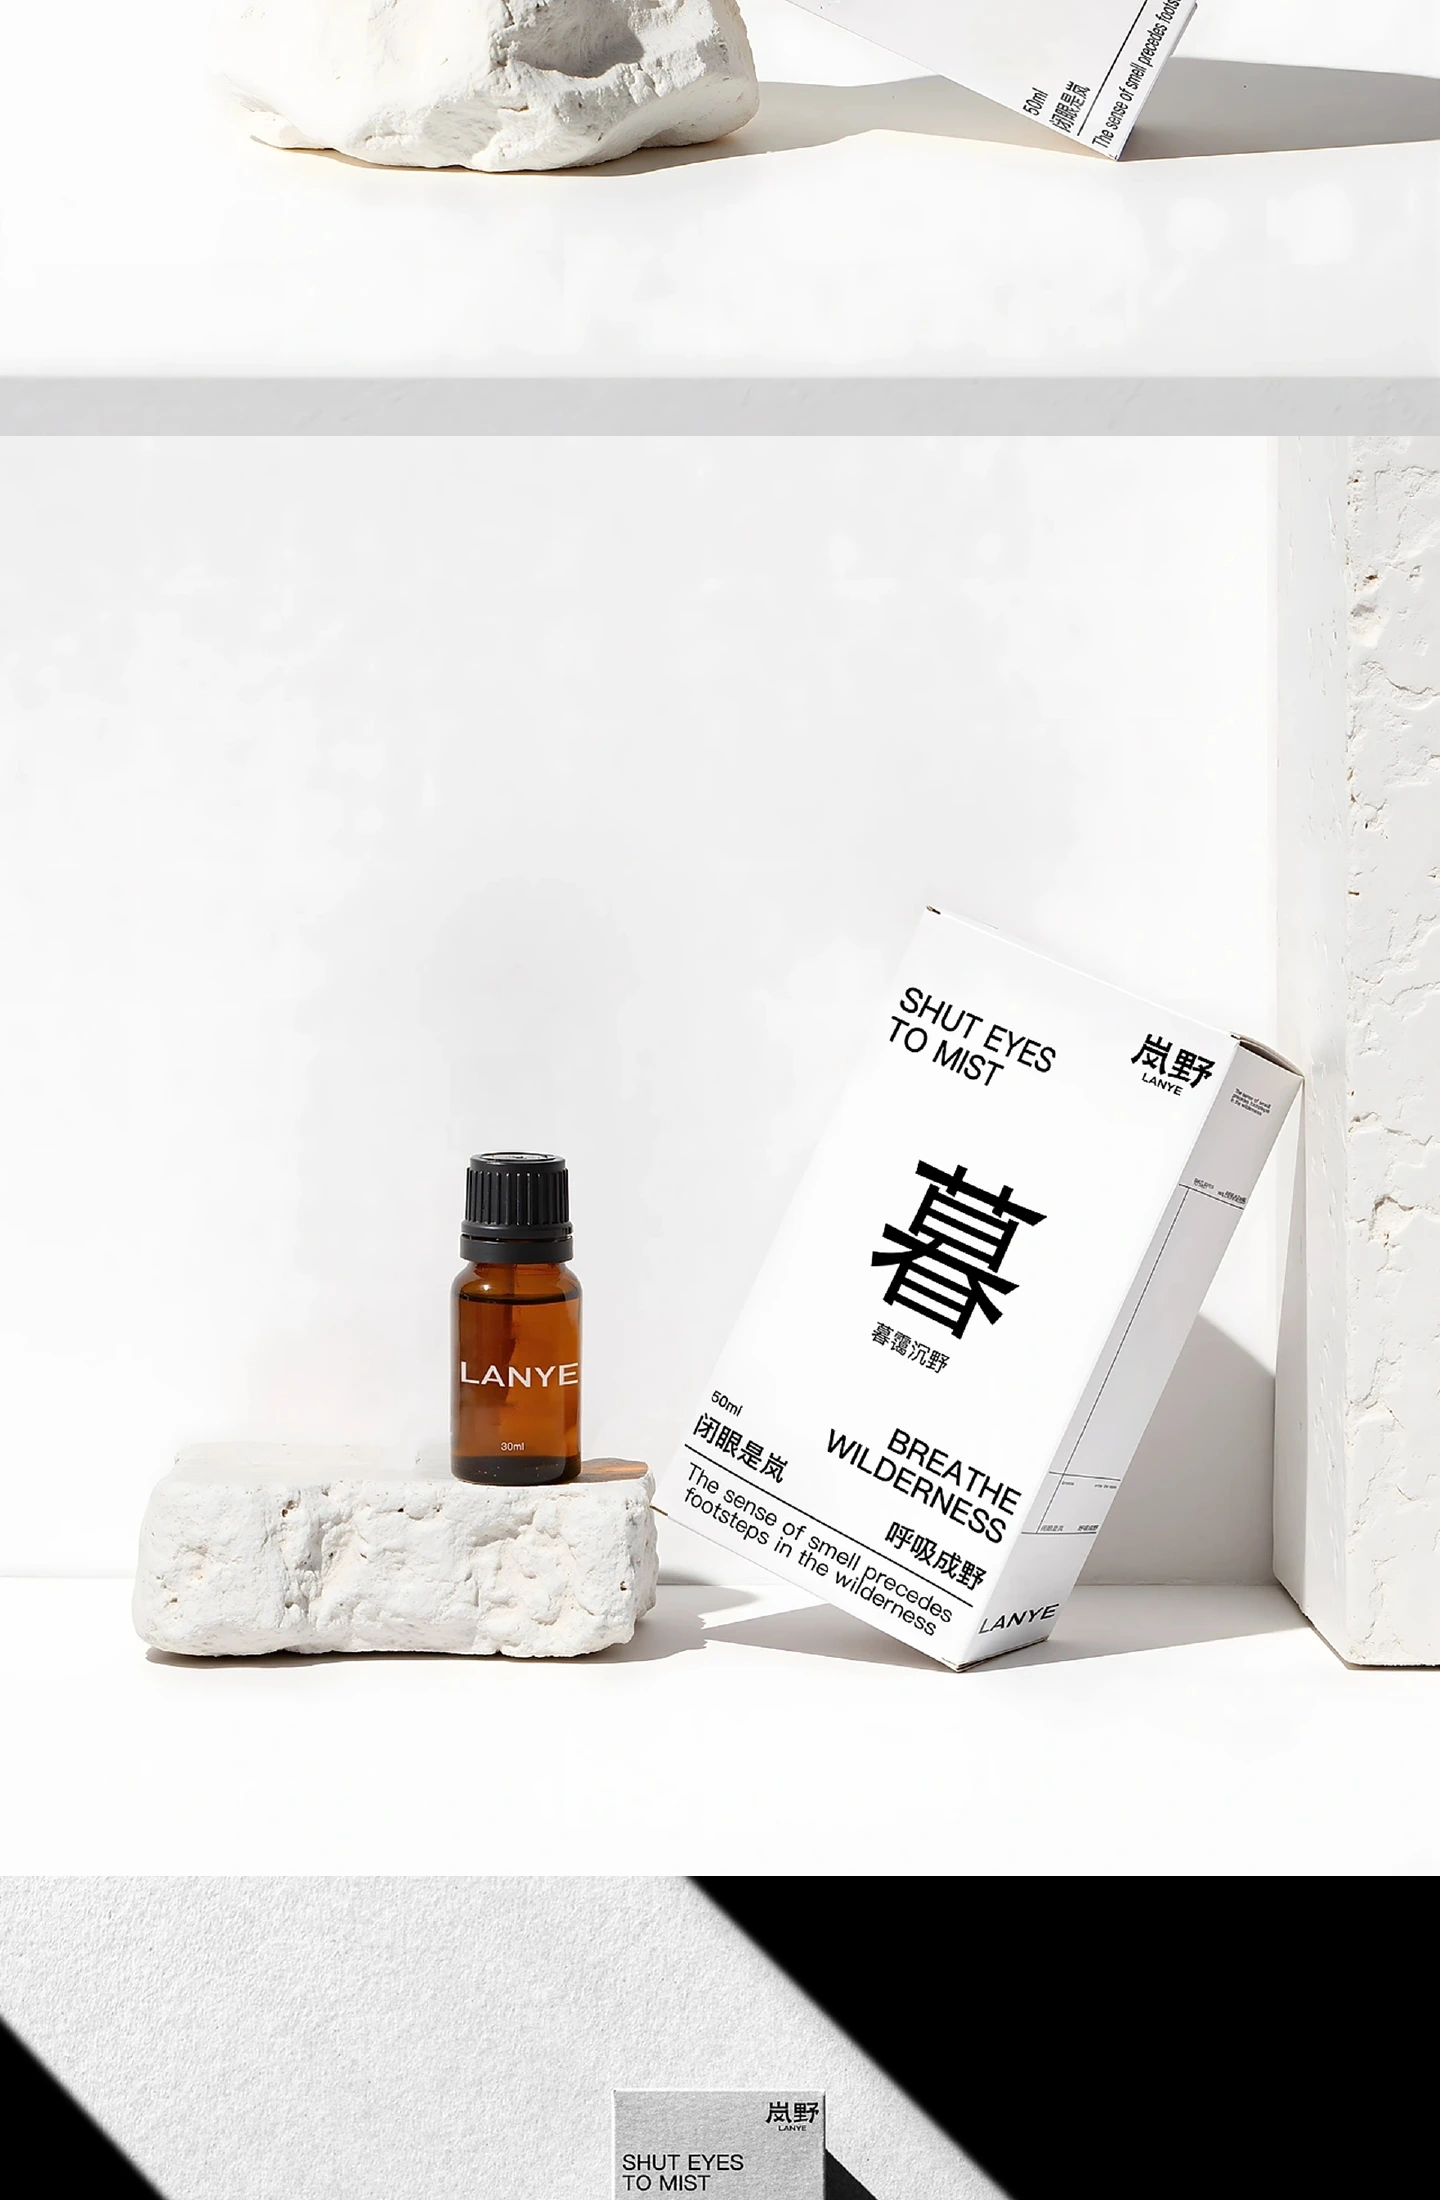 50ml
闭眼是岚
The sense of smell precedes
SHUT EYES
TO MIST
岚野
LANYE
暮
暮霭沉野
50ml
闭眼是岚
BREATHE
WILDERNESS
呼吸成野
The sense of smell precedes
footsteps in the wilderness
LANYE
LANYE
30ml
岚野
LANYE
SHUT EYES
TO MIST